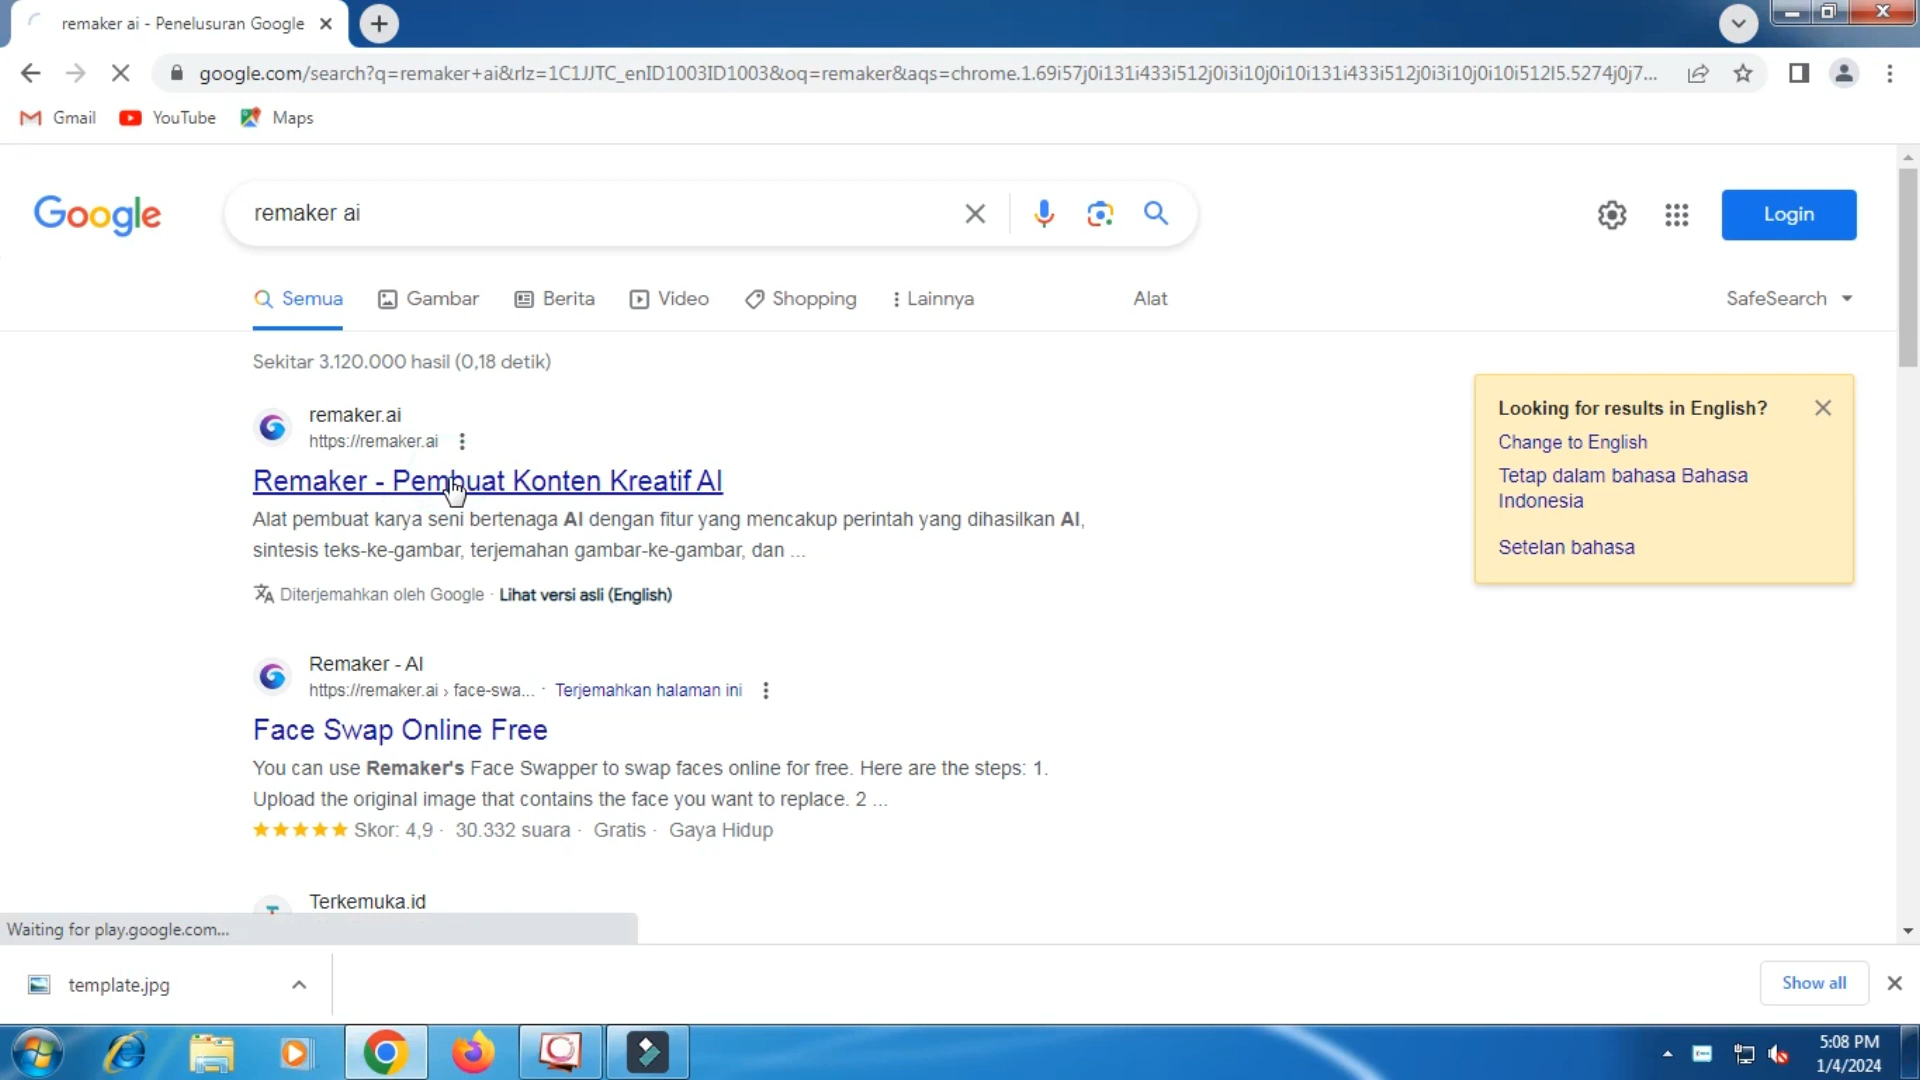 remaker ai - Penelusuran Google
google.com/search?q=remaker+ai&rlz=1C1JJTC_enID1003ID1003&oq=remaker&aqs=chrome.1.69i57j0i131i433i512j0i3i10j0i10i131i433i512j0i3i10j0i10i512l5.5274j0j7...
Gmail YouTube Maps
Google
remaker ai
Login
Semua Gambar Berita Video Shopping Lainnya Alat SafeSearch
Sekitar 3.120.000 hasil (0,18 detik)
remaker.ai
https://remaker.ai
Remaker - Pembuat Konten Kreatif AI
Alat pembuat karya seni bertenaga AI dengan fitur yang mencakup perintah yang dihasilkan AI,
sintesis teks-ke-gambar, terjemahan gambar-ke-gambar, dan ...
Diterjemahkan oleh Google · Lihat versi asli (English)
Looking for results in English?
Change to English
Tetap dalam bahasa Bahasa
Indonesia
Setelan bahasa
Remaker - AI
https://remaker.ai › face-swa... · Terjemahkan halaman ini
Face Swap Online Free
You can use Remaker's Face Swapper to swap faces online for free. Here are the steps: 1.
Upload the original image that contains the face you want to replace. 2 ...
Skor: 4,9 · 30.332 suara · Gratis · Gaya Hidup
Terkemuka.id
Waiting for play.google.com...
template.jpg
Show all
5:08 PM
1/4/2024